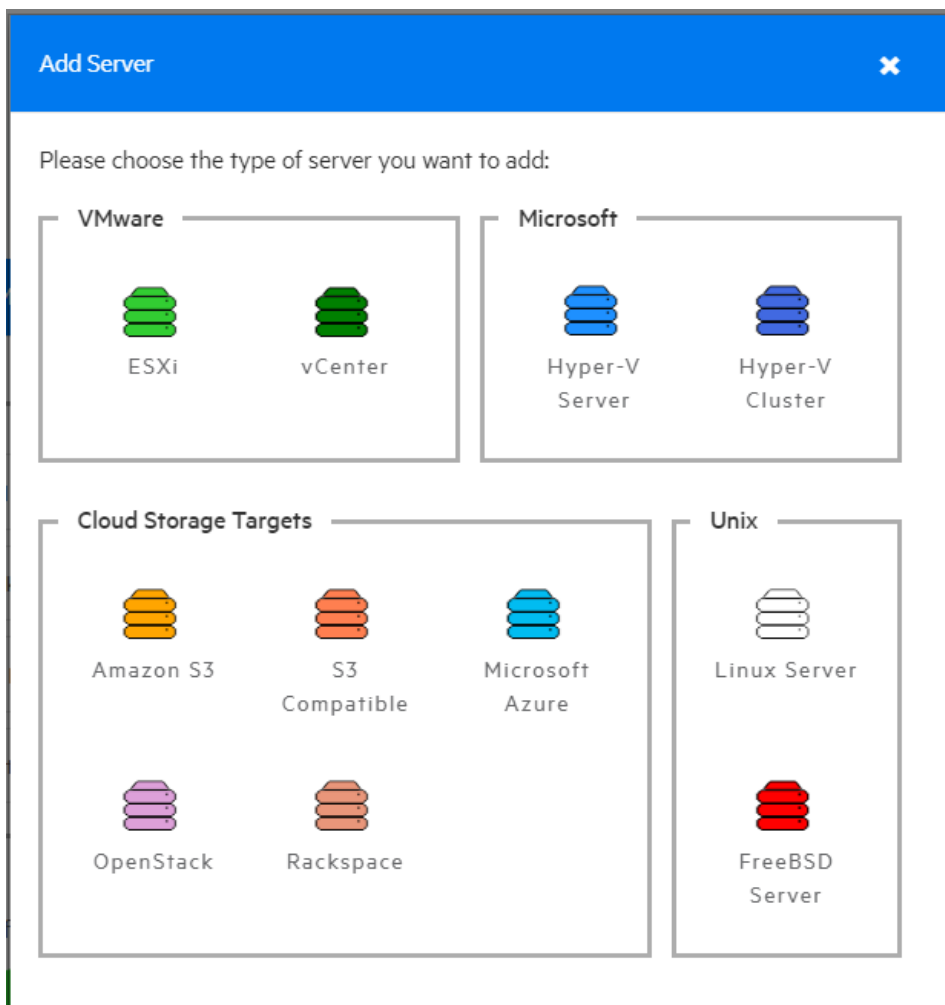 Add Server
Please choose the type of server you want to add:
VMware
ESXi
vCenter
Microsoft
Hyper-V
Server
Hyper-V
Cluster
Cloud Storage Targets
Amazon S3
S3
Compatible
Microsoft
Azure
OpenStack
Rackspace
Unix
Linux Server
FreeBSD
Server